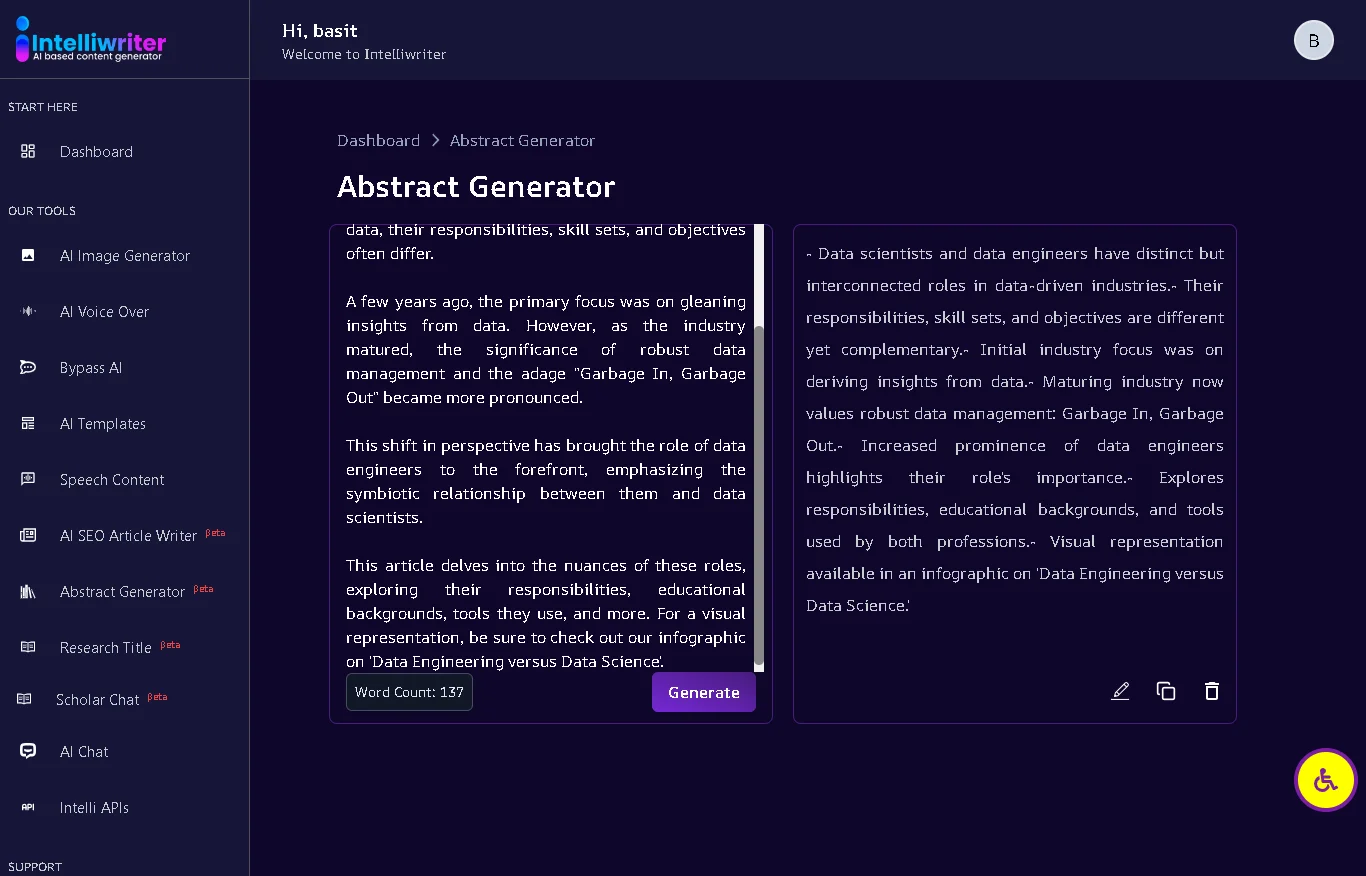 Intelliwriter
AI based content generator
Hi, basit
Welcome to Intelliwriter
B
START HERE
Dashboard
OUR TOOLS
AI Image Generator
AI Voice Over
Bypass AI
AI Templates
Speech Content
AI SEO Article Writer Beta
Abstract Generator Beta
Research Title Beta
Scholar Chat Beta
AI Chat
API Intelli APIs
SUPPORT
Dashboard > Abstract Generator
Abstract Generator
data, their responsibilities, skill sets, and objectives
often differ.
A few years ago, the primary focus was on gleaning
insights from data. However, as the industry
matured, the significance of robust data
management and the adage "Garbage In, Garbage
Out" became more pronounced.
This shift in perspective has brought the role of data
engineers to the forefront, emphasizing the
symbiotic relationship between them and data
scientists.
This article delves into the nuances of these roles,
exploring their responsibilities, educational
backgrounds, tools they use, and more. For a visual
representation, be sure to check out our infographic
on 'Data Engineering versus Data Science'.
Word Count: 137
Generate
- Data scientists and data engineers have distinct but
interconnected roles in data-driven industries.- Their
responsibilities, skill sets, and objectives are different
yet complementary.- Initial industry focus was on
deriving insights from data.- Maturing industry now
values robust data management: Garbage In, Garbage
Out.- Increased prominence of data engineers
highlights their role's importance.- Explores
responsibilities, educational backgrounds, and tools
used by both professions.- Visual representation
available in an infographic on 'Data Engineering versus
Data Science.'